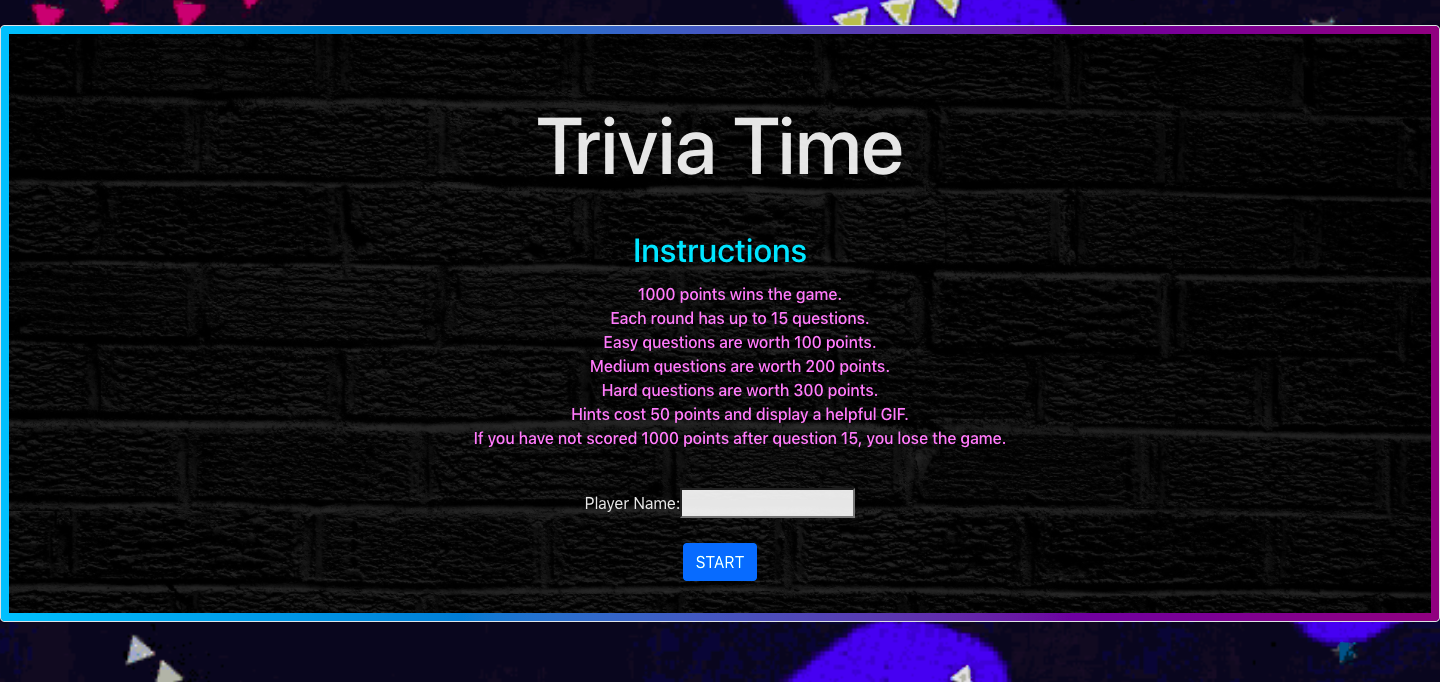 Trivia Time
Instructions
1000 points wins the game.
Each round has up to 15 questions.
Easy questions are worth 100 points.
Medium questions are worth 200 points.
Hard questions are worth 300 points.
Hints cost 50 points and display a helpful GIF.
If you have not scored 1000 points after question 15, you lose the game.
Player Name:
START